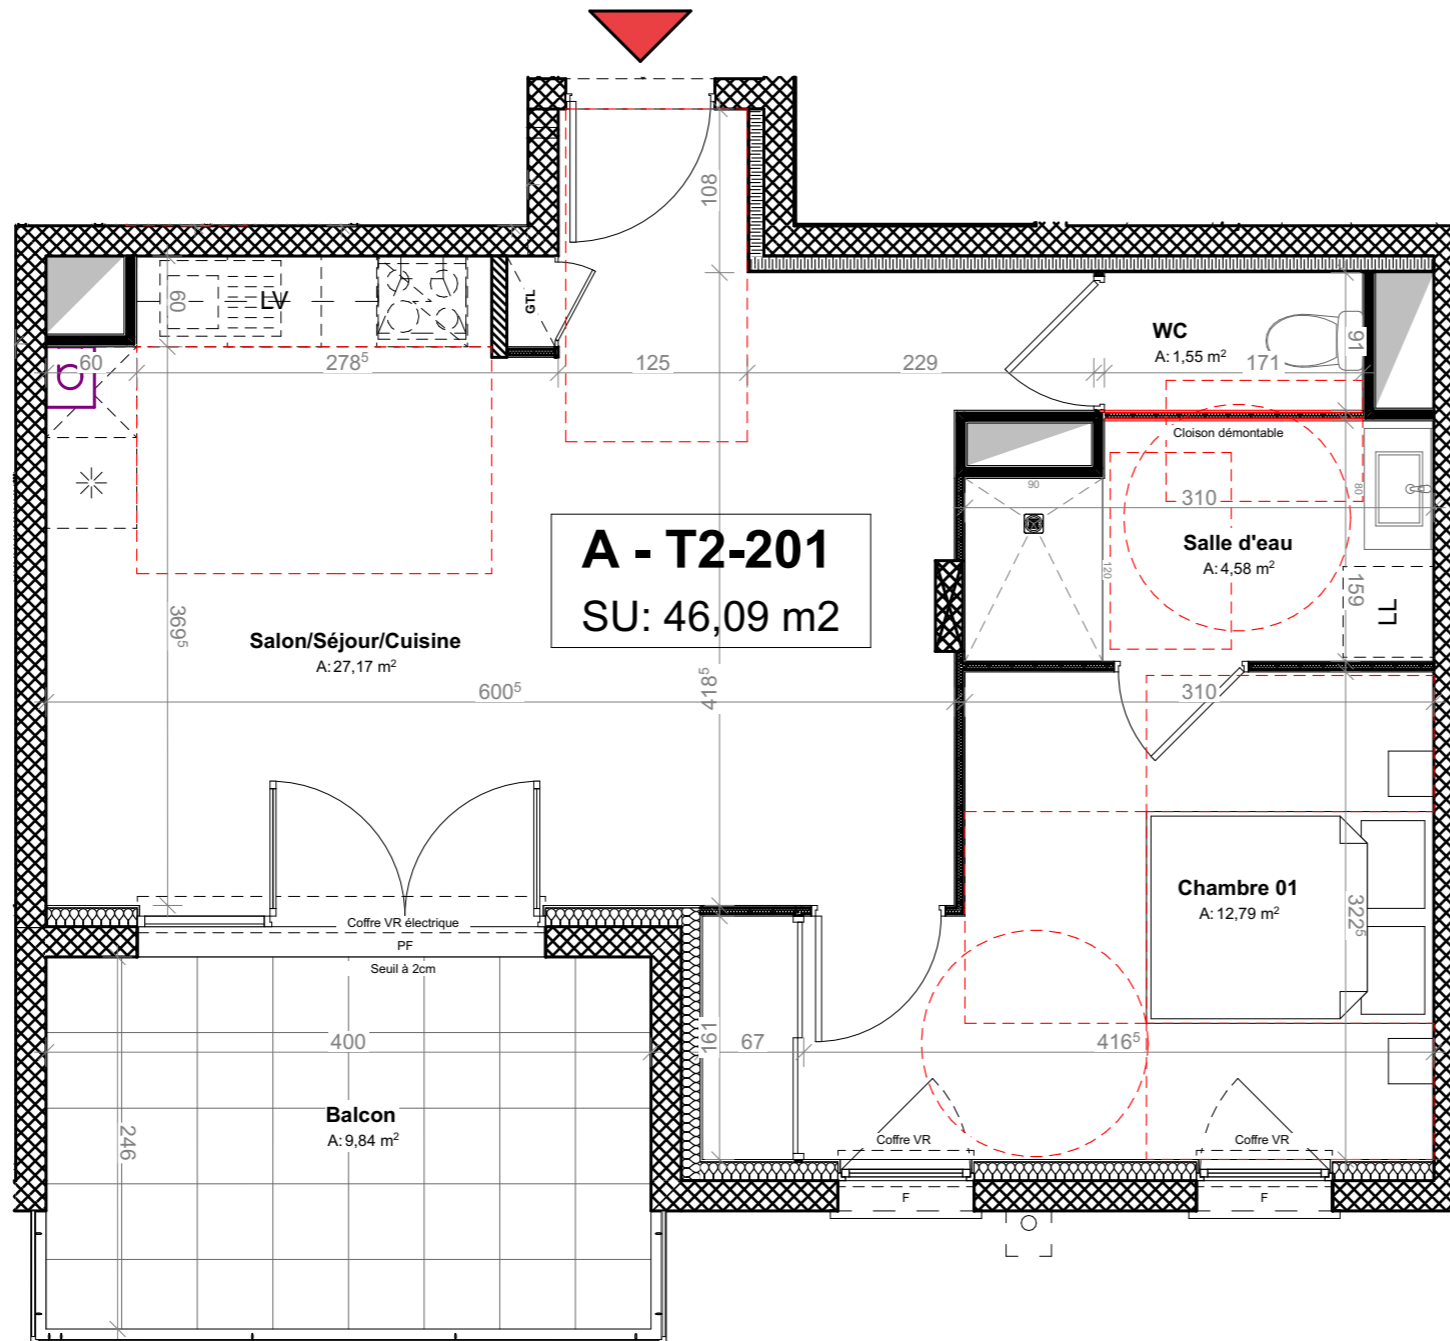 108
LV
60
GTL
60
278⁵
125
229
WC
A: 1,55 m²
91
171
Cloison démontable
90
80
310
A - T2-201
SU: 46,09 m2
Salle d'eau
A: 4,58 m²
120
159
LL
369⁵
Salon/Séjour/Cuisine
A: 27,17 m²
600⁵
418⁵
310
Chambre 01
A: 12,79 m²
322⁵
Coffre VR électrique
PF
Seuil à 2cm
400
161
67
416⁵
Balcon
A: 9,84 m²
246
Coffre VR
Coffre VR
F
F